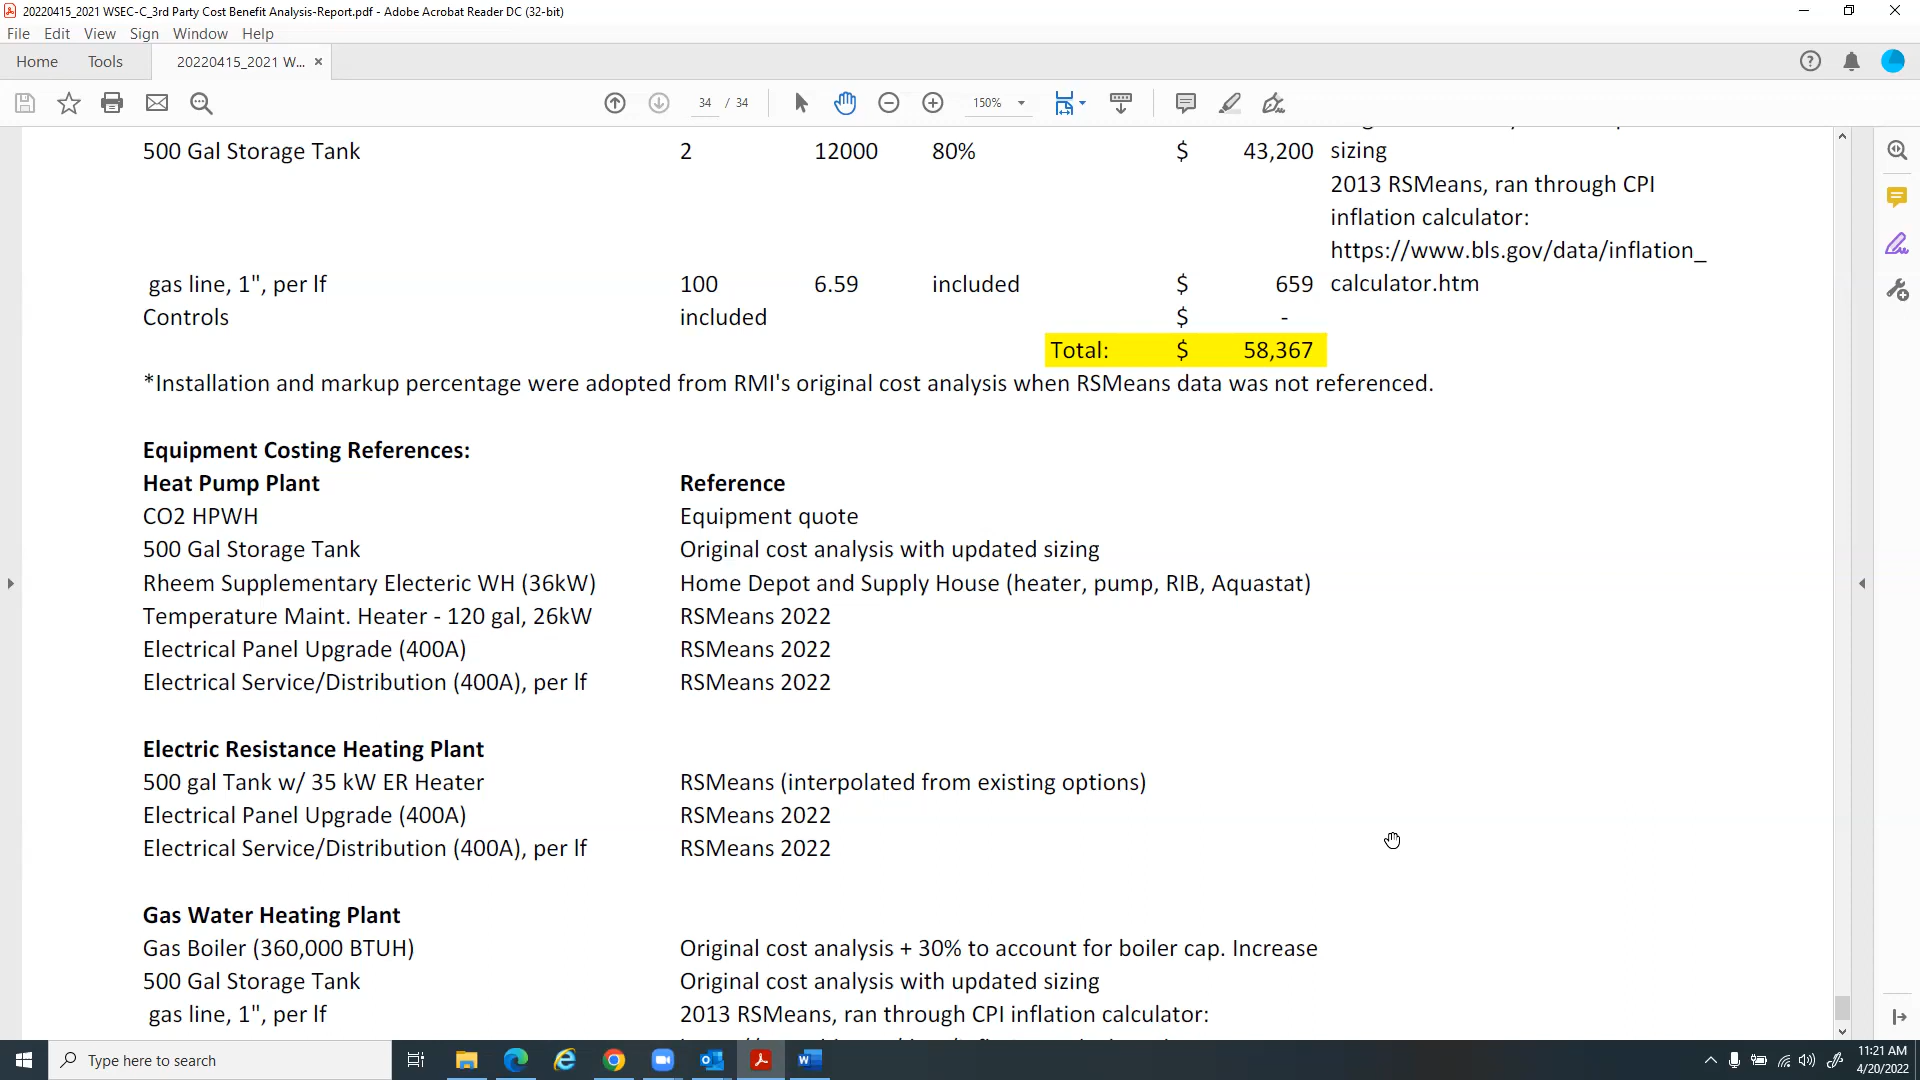 20220415_2021 WSEC-C_3rd Party Cost Benefit Analysis-Report.pdf - Adobe Acrobat Reader DC (32-bit)
File Edit View Sign Window Help
Home Tools 20220415_2021 W... ×
34 / 34 150%
500 Gal Storage Tank 2 12000 80% $ 43,200 sizing
2013 RSMeans, ran through CPI
inflation calculator:
https://www.bls.gov/data/inflation_
gas line, 1", per lf 100 6.59 included $ 659 calculator.htm
Controls included $ -
Total: $ 58,367
*Installation and markup percentage were adopted from RMI's original cost analysis when RSMeans data was not referenced.
Equipment Costing References:
Heat Pump Plant Reference
CO2 HPWH Equipment quote
500 Gal Storage Tank Original cost analysis with updated sizing
Rheem Supplementary Electeric WH (36kW) Home Depot and Supply House (heater, pump, RIB, Aquastat)
Temperature Maint. Heater - 120 gal, 26kW RSMeans 2022
Electrical Panel Upgrade (400A) RSMeans 2022
Electrical Service/Distribution (400A), per lf RSMeans 2022
Electric Resistance Heating Plant
500 gal Tank w/ 35 kW ER Heater RSMeans (interpolated from existing options)
Electrical Panel Upgrade (400A) RSMeans 2022
Electrical Service/Distribution (400A), per lf RSMeans 2022
Gas Water Heating Plant
Gas Boiler (360,000 BTUH) Original cost analysis + 30% to account for boiler cap. Increase
500 Gal Storage Tank Original cost analysis with updated sizing
gas line, 1", per lf 2013 RSMeans, ran through CPI inflation calculator:
Type here to search
11:21 AM
4/20/2022